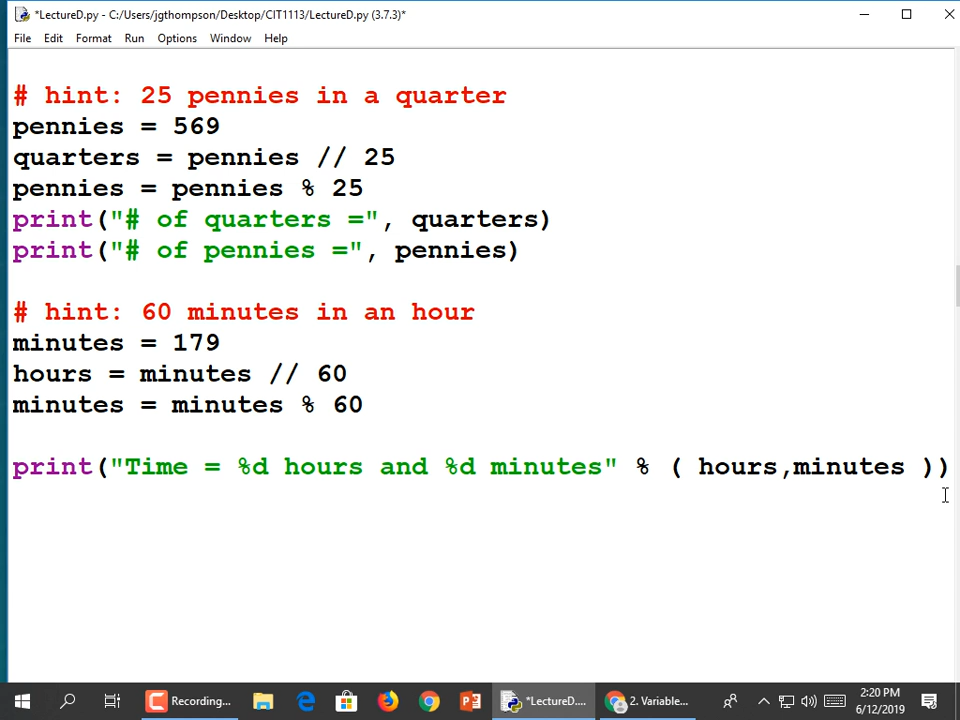 *LectureD.py - C:/Users/jgthompson/Desktop/CIT1113/LectureD.py (3.7.3)*
File Edit Format Run Options Window Help
# hint: 25 pennies in a quarter
pennies = 569
quarters = pennies // 25
pennies = pennies % 25
print("# of quarters =", quarters)
print("# of pennies =", pennies)
# hint: 60 minutes in an hour
minutes = 179
hours = minutes // 60
minutes = minutes % 60
print("Time = %d hours and %d minutes" % ( hours,minutes ))
Recording...
*LectureD....
2. Variable...
2:20 PM
6/12/2019